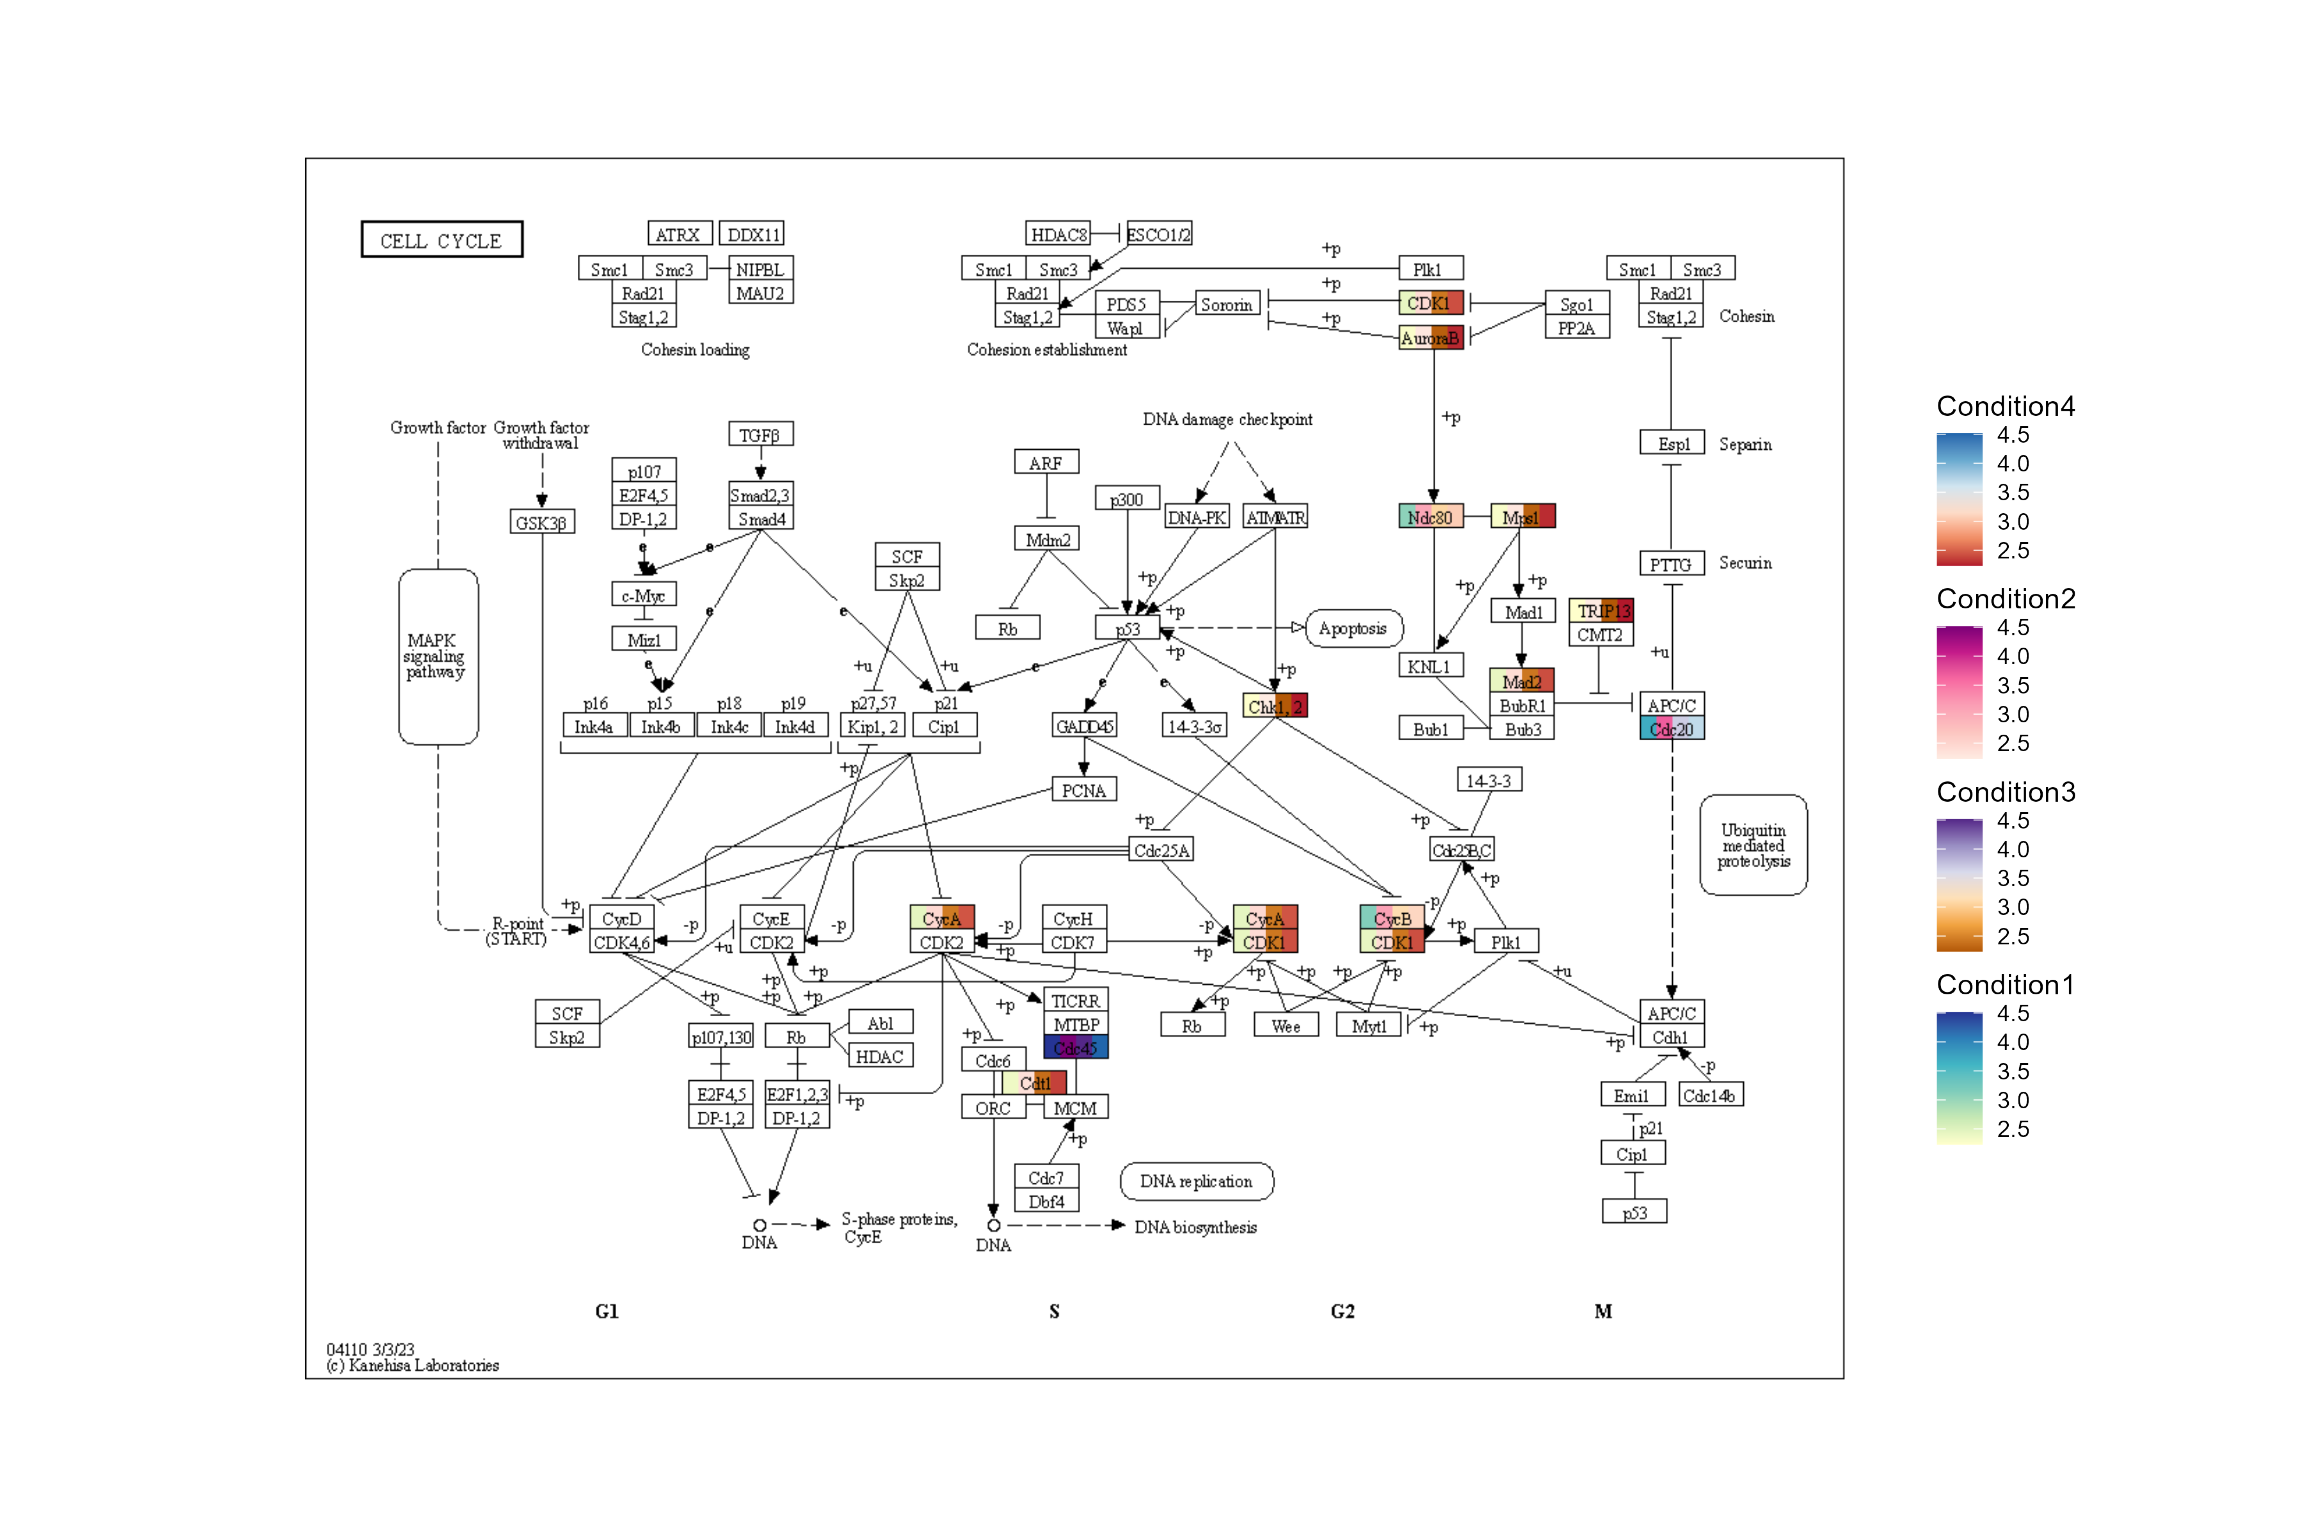 CELL CYCLE
ATRX
DDX11
Smc1
Smc3
NIPBL
Rad21
MAU2
Stag1,2
Cohesin loading
HDAC8
ESCO1/2
Smc1
Smc3
Rad21
Stag1,2
PDS5
Wapl
Sororin
Cohesion establishment
+p
Plk1
+p
CDK1
+p
AuroraB
Sgo1
PP2A
Smc1
Smc3
Rad21
Stag1,2
Cohesin
+p
Esp1
Separin
PTTG
Securin
Growth factor
Growth factor
withdrawal
GSK3β
MAPK
signaling
pathway
p107
E2F4,5
DP-1,2
e
c-Myc
Miz1
e
TGFβ
Smad2,3
Smad4
e
e
e
SCF
Skp2
+u
+u
ARF
Mdm2
Rb
p300
DNA damage checkpoint
DNA-PK
ATM/ATR
+p
+p
p53
+p
+p
Apoptosis
e
e
e
Ndc80
Mps1
+p
+p
Mad1
TRIP13
CMT2
KNL1
Mad2
BubR1
Bub1
Bub3
+u
APC/C
Cdc20
p16
p15
p18
p19
p27,57
p21
Ink4a
Ink4b
Ink4c
Ink4d
Kip1, 2
Cip1
GADD45
14-3-3σ
Chk1, 2
+p
PCNA
14-3-3
+p
Cdc25A
+p
Cdc25B,C
Ubiquitin
mediated
proteolysis
+p
R-point
(START)
+p
CycD
CDK4,6
-p
CycE
CDK2
-p
+u
CycA
CDK2
-p
+p
CycH
CDK7
-p
+p
CycA
CDK1
CycB
CDK1
-p
+p
Plk1
+u
SCF
Skp2
+p
+p
+p
+p
+p
p107,130
Rb
Abl
HDAC
+p
+p
TICRR
MTBP
Cdc45
Cdc6
Cdt1
ORC
MCM
+p
Cdc7
Dbf4
+p
+p
+p
+p
+p
Rb
Wee
Myt1
+p
+p
APC/C
Cdh1
-p
Emi1
Cdc14b
p21
Cip1
p53
E2F4,5
DP-1,2
E2F1,2,3
DP-1,2
+p
DNA replication
DNA
S-phase proteins,
CycE
DNA
DNA biosynthesis
G1
S
G2
M
04110 3/3/23
(c) Kanehisa Laboratories
Condition4
4.5
4.0
3.5
3.0
2.5
Condition2
4.5
4.0
3.5
3.0
2.5
Condition3
4.5
4.0
3.5
3.0
2.5
Condition1
4.5
4.0
3.5
3.0
2.5